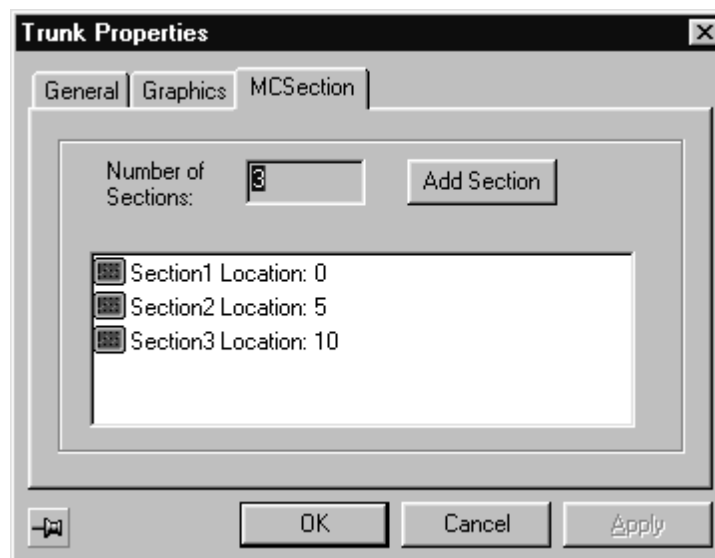 Trunk Properties
General Graphics MCSection
Number of
Sections:
3
Add Section
Section1 Location: 0
Section2 Location: 5
Section3 Location: 10
OK Cancel Apply